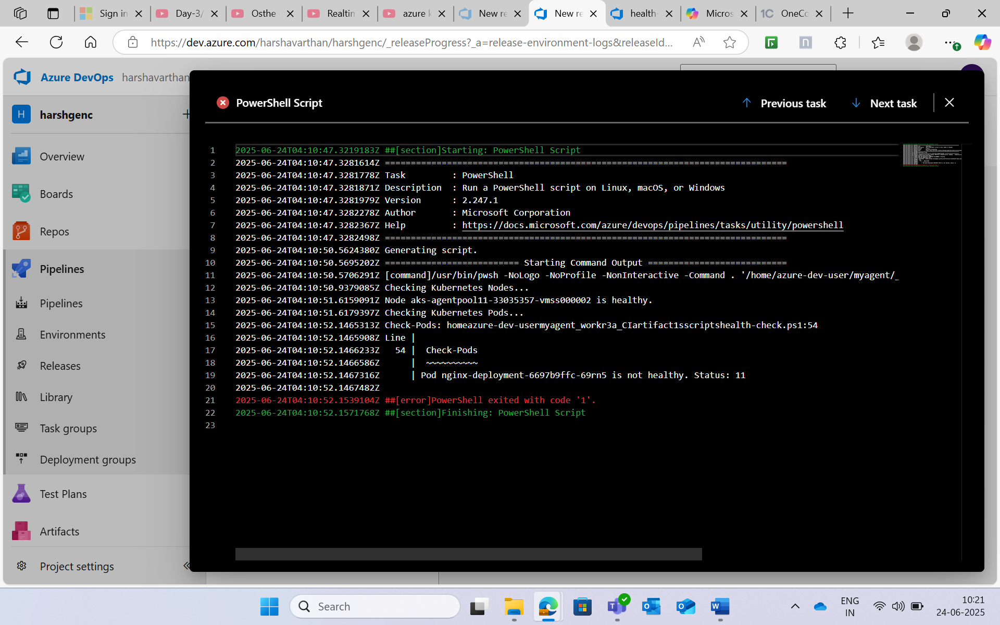 Sign in
Day-3/
Osthe
Realtim
azure k
New re
New re
health-
Micros
1C OneCo
https://dev.azure.com/harshavarthan/harshgenc/_releaseProgress?_a=release-environment-logs&releaseId...
Azure DevOps harshavarthan
H harshgenc
Overview
Boards
Repos
Pipelines
Pipelines
Environments
Releases
Library
Task groups
Deployment groups
Test Plans
Artifacts
Project settings
PowerShell Script
Previous task
Next task
1 2025-06-24T04:10:47.3219183Z ##[section]Starting: PowerShell Script
2 2025-06-24T04:10:47.3281614Z ==============================================================================
3 2025-06-24T04:10:47.3281778Z Task         : PowerShell
4 2025-06-24T04:10:47.3281871Z Description  : Run a PowerShell script on Linux, macOS, or Windows
5 2025-06-24T04:10:47.3281979Z Version      : 2.247.1
6 2025-06-24T04:10:47.3282278Z Author       : Microsoft Corporation
7 2025-06-24T04:10:47.3282367Z Help         : https://docs.microsoft.com/azure/devops/pipelines/tasks/utility/powershell
8 2025-06-24T04:10:47.3282498Z ==============================================================================
9 2025-06-24T04:10:50.5624380Z Generating script.
10 2025-06-24T04:10:50.5695202Z ========================== Starting Command Output ===========================
11 2025-06-24T04:10:50.5706291Z [command]/usr/bin/pwsh -NoLogo -NoProfile -NonInteractive -Command . '/home/azure-dev-user/myagent/_
12 2025-06-24T04:10:50.9379085Z Checking Kubernetes Nodes...
13 2025-06-24T04:10:51.6159091Z Node aks-agentpool11-33035357-vmss000002 is healthy.
14 2025-06-24T04:10:51.6179397Z Checking Kubernetes Pods...
15 2025-06-24T04:10:52.1465313Z Check-Pods: homeazure-dev-usermyagent_workr3a_CIartifact1sscriptshealth-check.ps1:54
16 2025-06-24T04:10:52.1465908Z Line |
17 2025-06-24T04:10:52.1466233Z   54 |  Check-Pods
18 2025-06-24T04:10:52.1466586Z      |  ~~~~~~~~~~
19 2025-06-24T04:10:52.1467316Z      | Pod nginx-deployment-6697b9ffc-69rn5 is not healthy. Status: 11
20 2025-06-24T04:10:52.1467482Z
21 2025-06-24T04:10:52.1539104Z ##[error]PowerShell exited with code '1'.
22 2025-06-24T04:10:52.1571768Z ##[section]Finishing: PowerShell Script
23
Search
ENG
IN
10:21
24-06-2025